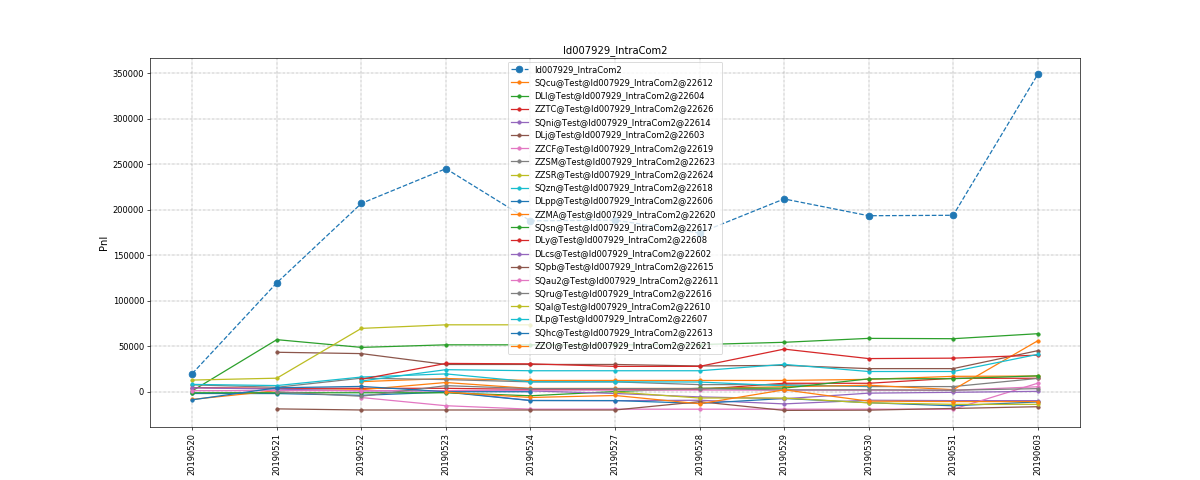 Id007929_IntraCom2
Id007929_IntraCom2
SQcu@Test@Id007929_IntraCom2@22612
DLl@Test@Id007929_IntraCom2@22604
ZZTC@Test@Id007929_IntraCom2@22626
SQni@Test@Id007929_IntraCom2@22614
DLj@Test@Id007929_IntraCom2@22603
ZZCF@Test@Id007929_IntraCom2@22619
ZZSM@Test@Id007929_IntraCom2@22623
ZZSR@Test@Id007929_IntraCom2@22624
SQzn@Test@Id007929_IntraCom2@22618
DLpp@Test@Id007929_IntraCom2@22606
ZZMA@Test@Id007929_IntraCom2@22620
SQsn@Test@Id007929_IntraCom2@22617
DLy@Test@Id007929_IntraCom2@22608
DLcs@Test@Id007929_IntraCom2@22602
SQpb@Test@Id007929_IntraCom2@22615
SQau2@Test@Id007929_IntraCom2@22611
SQru@Test@Id007929_IntraCom2@22616
SQal@Test@Id007929_IntraCom2@22610
DLp@Test@Id007929_IntraCom2@22607
SQhc@Test@Id007929_IntraCom2@22613
ZZOI@Test@Id007929_IntraCom2@22621
Pnl
350000
300000
250000
200000
150000
100000
50000
0
20190520
20190521
20190522
20190523
20190524
20190527
20190528
20190529
20190530
20190531
20190603